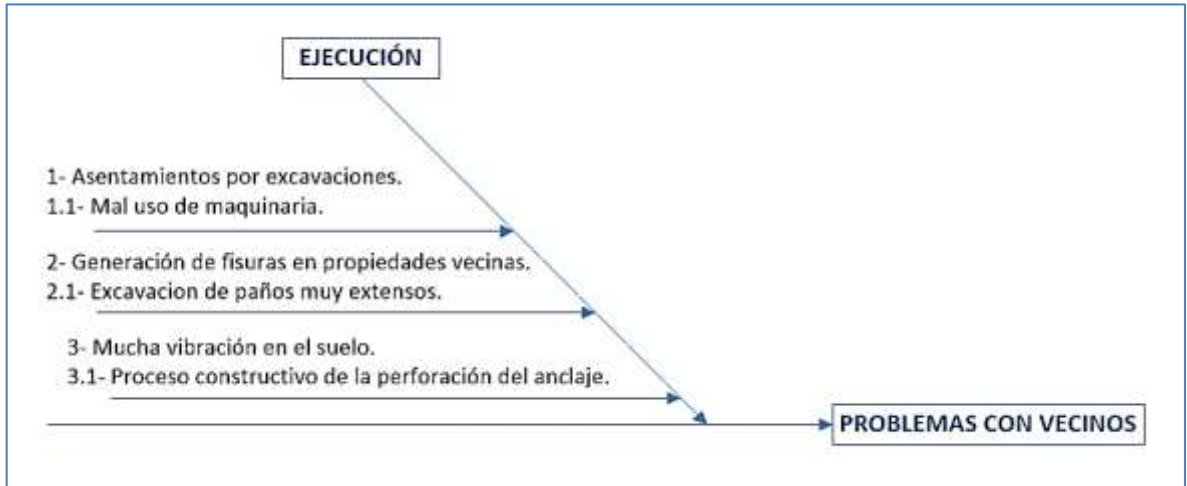 EJECUCIÓN
1- Asentamientos por excavaciones.
1.1- Mal uso de maquinaria.
2- Generación de fisuras en propiedades vecinas.
2.1- Excavacion de paños muy extensos.
3- Mucha vibración en el suelo.
3.1- Proceso constructivo de la perforación del anclaje.
PROBLEMAS CON VECINOS